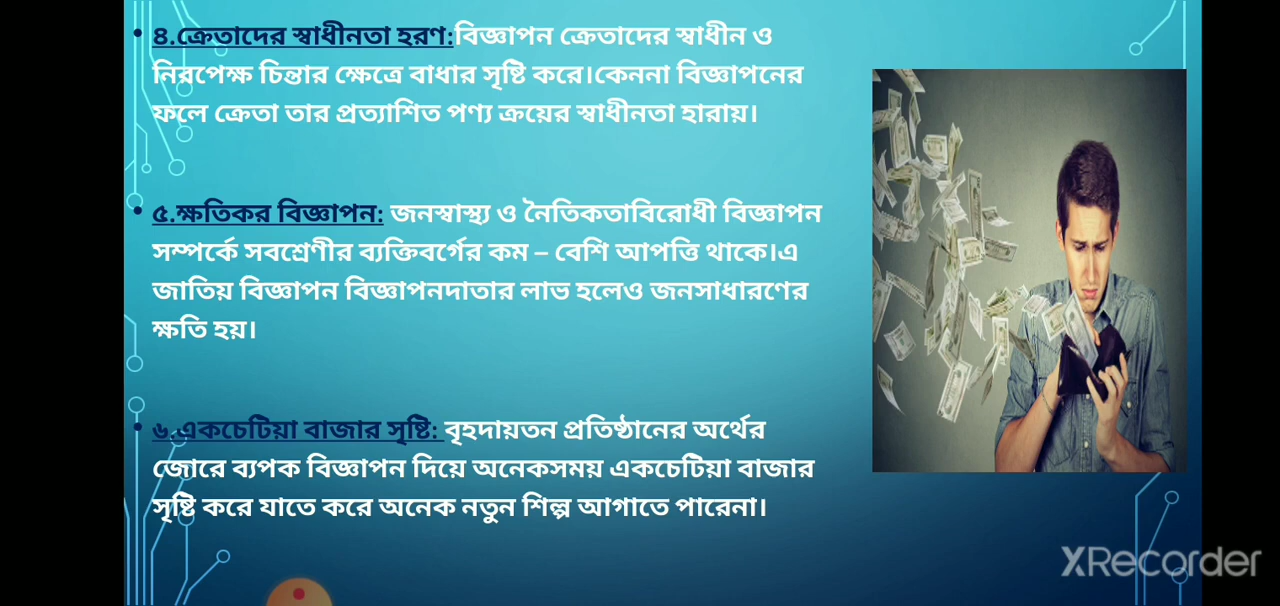 • ৪.ক্রেতাদের স্বাধীনতা হরণ:বিজ্ঞাপন ক্রেতাদের স্বাধীন ও
নিরপেক্ষ চিন্তার ক্ষেত্রে বাধার সৃষ্টি করে।কেননা বিজ্ঞাপনের
ফলে ক্রেতা তার প্রত্যাশিত পণ্য ক্রয়ের স্বাধীনতা হারায়।
• ৫.ক্ষতিকর বিজ্ঞাপন: জনস্বাস্থ্য ও নৈতিকতাবিরোধী বিজ্ঞাপন
সম্পর্কে সবশ্রেণীর ব্যক্তিবর্গের কম – বেশি আপত্তি থাকে।এ
জাতিয় বিজ্ঞাপন বিজ্ঞাপনদাতার লাভ হলেও জনসাধারণের
ক্ষতি হয়।
• ৬.একচেটিয়া বাজার সৃষ্টি: বৃহদায়তন প্রতিষ্ঠানের অর্থের
জোরে ব্যপক বিজ্ঞাপন দিয়ে অনেকসময় একচেটিয়া বাজার
সৃষ্টি করে যাতে করে অনেক নতুন শিল্প আগাতে পারেনা।
XRecorder